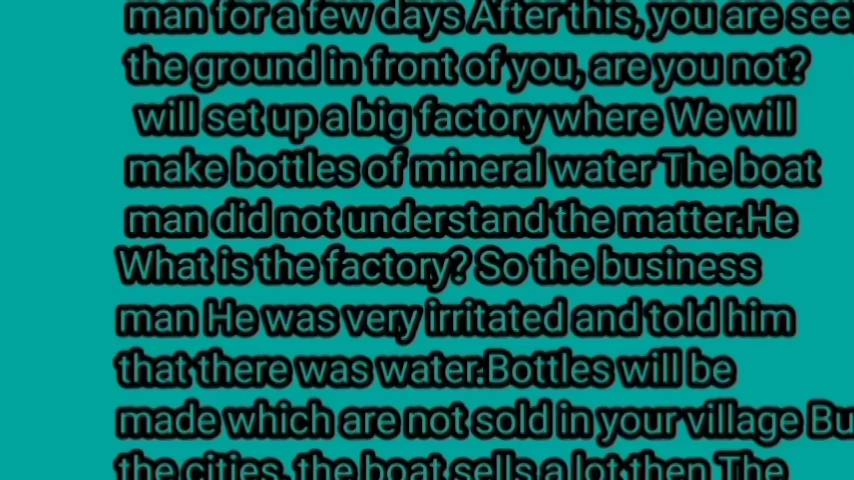 man for a few days After this, you are see
the ground in front of you, are you not?
will set up a big factory where We will
make bottles of mineral water The boat
man did not understand the matter.He
What is the factory? So the business
man He was very irritated and told him
that there was water.Bottles will be
made which are not sold in your village Bu
the cities, the boat sells a lot then The